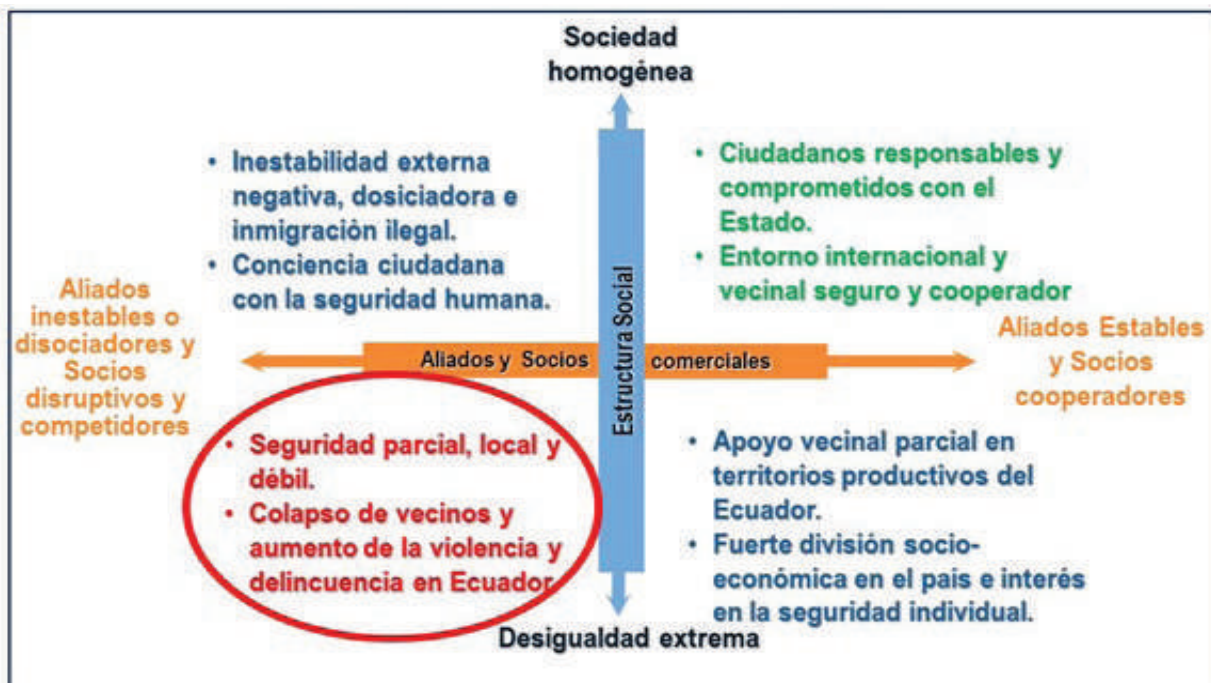 Sociedad
homogénea
• Inestabilidad externa
negativa, dosiciadora e
inmigración ilegal.
• Conciencia ciudadana
con la seguridad humana.
• Ciudadanos responsables y
comprometidos con el
Estado.
• Entorno internacional y
vecinal seguro y cooperador
Aliados
inestables o
disociadores y
Socios
disruptivos y
competidores
Aliados y Socios comerciales
Estructura Social
Aliados Estables
y Socios
cooperadores
• Seguridad parcial, local y
débil.
• Colapso de vecinos y
aumento de la violencia y
delincuencia en Ecuador
• Apoyo vecinal parcial en
territorios productivos del
Ecuador.
• Fuerte división socio-
económica en el país e interés
en la seguridad individual.
Desigualdad extrema